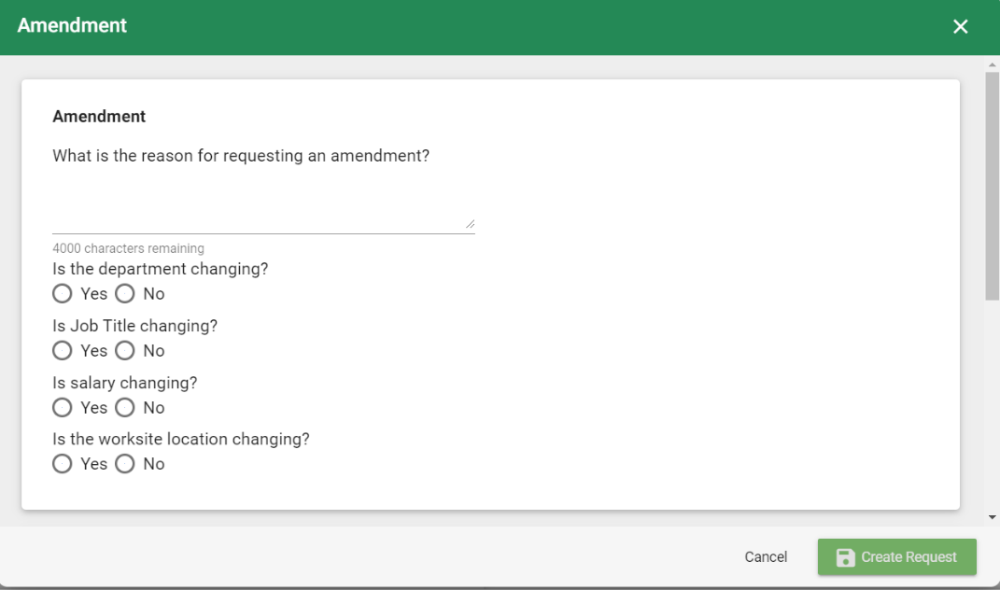 Amendment
Amendment
What is the reason for requesting an amendment?
4000 characters remaining
Is the department changing?
Yes No
Is Job Title changing?
Yes No
Is salary changing?
Yes No
Is the worksite location changing?
Yes No
Cancel Create Request